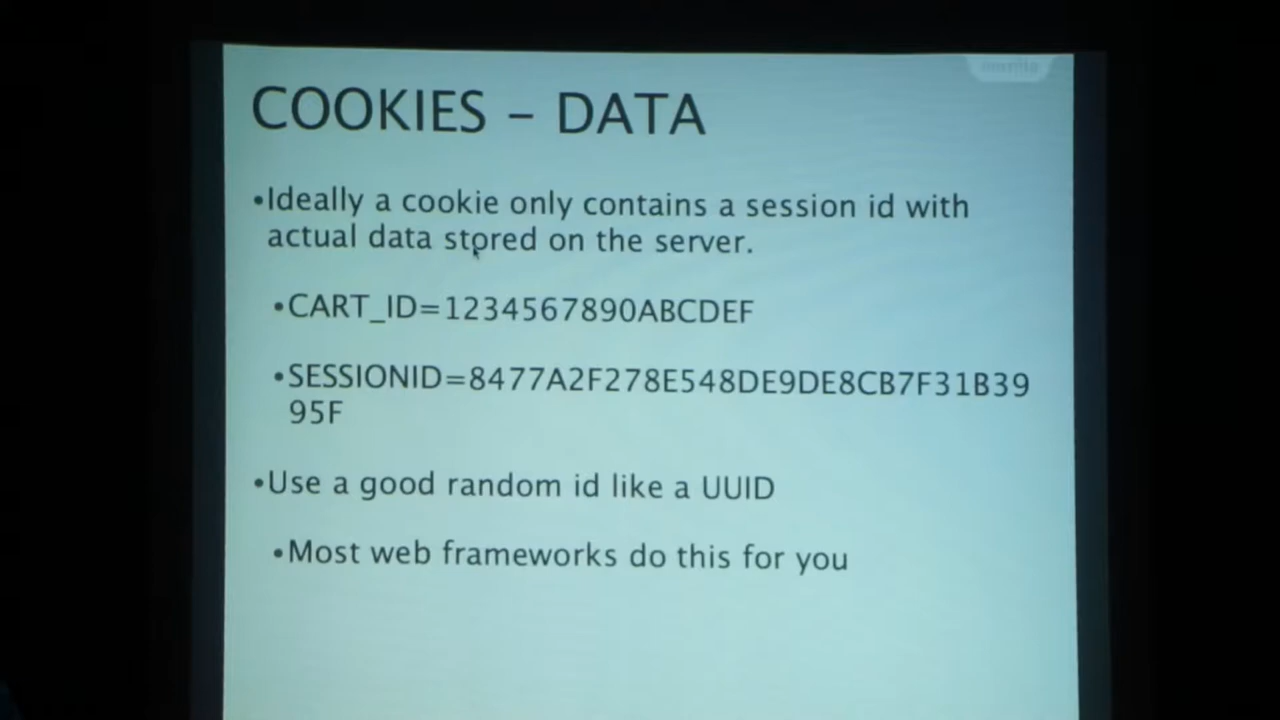 COOKIES – DATA
•Ideally a cookie only contains a session id with
actual data stored on the server.
•CART_ID=1234567890ABCDEF
•SESSIONID=8477A2F278E548DE9DE8CB7F31B39
95F
•Use a good random id like a UUID
•Most web frameworks do this for you